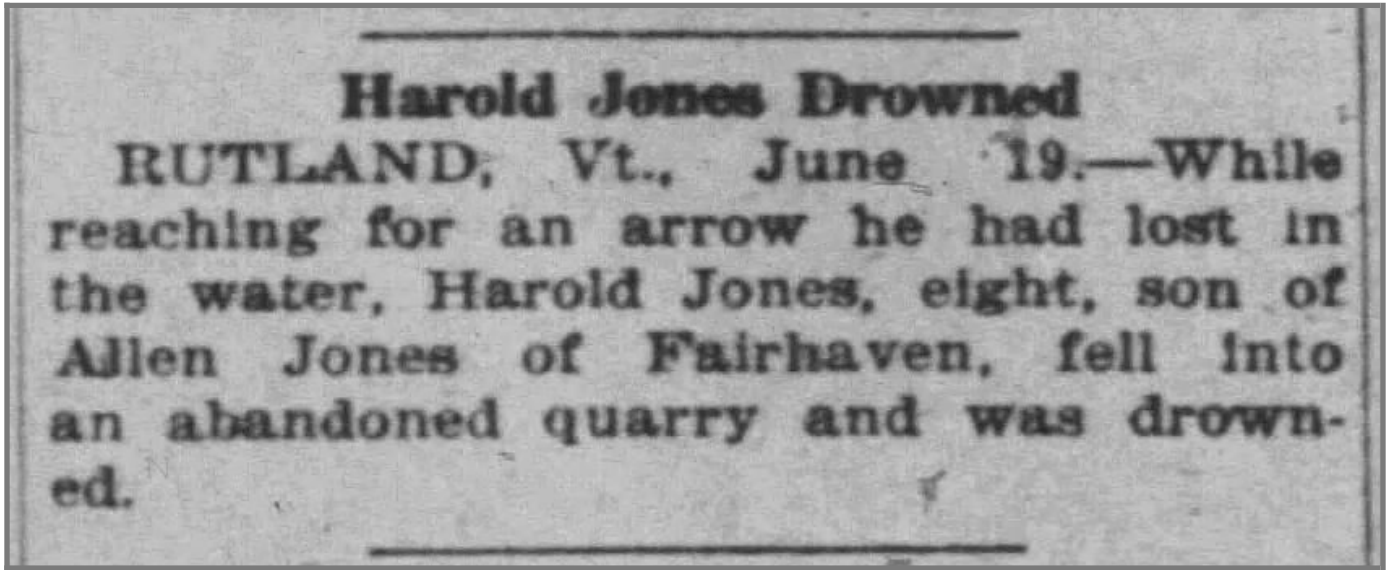 Harold Jones Drowned
RUTLAND, Vt., June 19.—While
reaching for an arrow he had lost in
the water, Harold Jones, eight, son of
Allen Jones of Fairhaven, fell into
an abandoned quarry and was drown-
ed.